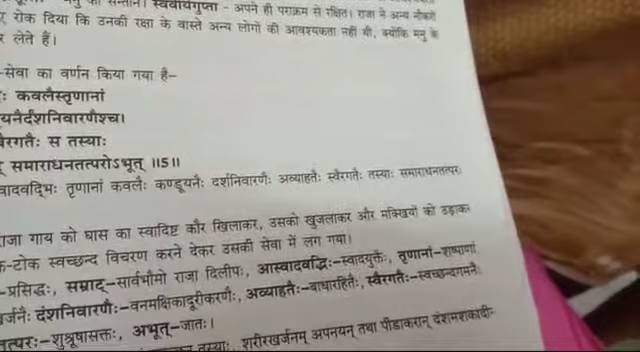 मनु की सन्तान। स्ववीर्यगुप्ता - अपने ही पराक्रम से रक्षित। राजा ने अन्य नौकरों
रोक दिया कि उनकी रक्षा के वास्ते अन्य लोगों की आवश्यकता नहीं थी, क्योंकि मनु के
लेते हैं।
-सेवा का वर्णन किया गया है–
कवलैस्तृणानां
यनैर्दंशनिवारणैश्च।
वैरगतैः स तस्याः
समाराधनतत्परोऽभूत् ॥5॥
वादवद्भिः तृणानां कवलैः कण्डूयनैः दर्शनिवारणैः अव्याहतैः स्वैरगतैः तस्याः समाराधनतत्परः
राजा गाय को घास का स्वादिष्ट कौर खिलाकर, उसको खुजलाकर और मक्खियों को उड़ाकर
क-टोक स्वच्छन्द विचरण करने देकर उसकी सेवा में लग गया।
-प्रसिद्धः, सम्राट्–सार्वभौमो राजा दिलीपः, आस्वादवद्भिः–स्वादयुक्तैः, तृणानां–शष्पाणां
खर्जनैः दंशनिवारणैः–वनमक्षिकादूरीकरणैः, अव्याहतैः–बाधारहितैः, स्वैरगतैः–स्वच्छन्दगमनैः
तत्परः–शुश्रूषासक्तः, अभूत्–जातः।
तस्याः शरीरखर्जनम् अपनयन् तथा पीडाकरान् दंशमशकादी-